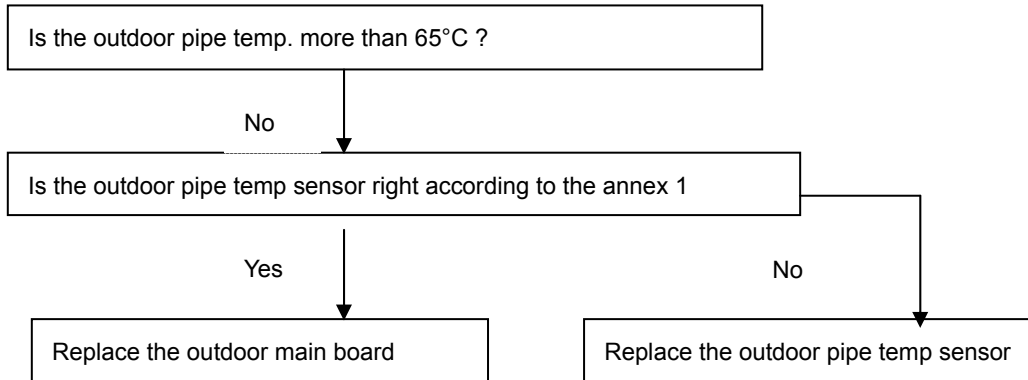 Is the outdoor pipe temp. more than 65°C ?
No
Is the outdoor pipe temp sensor right according to the annex 1
Yes
No
Replace the outdoor main board
Replace the outdoor pipe temp sensor